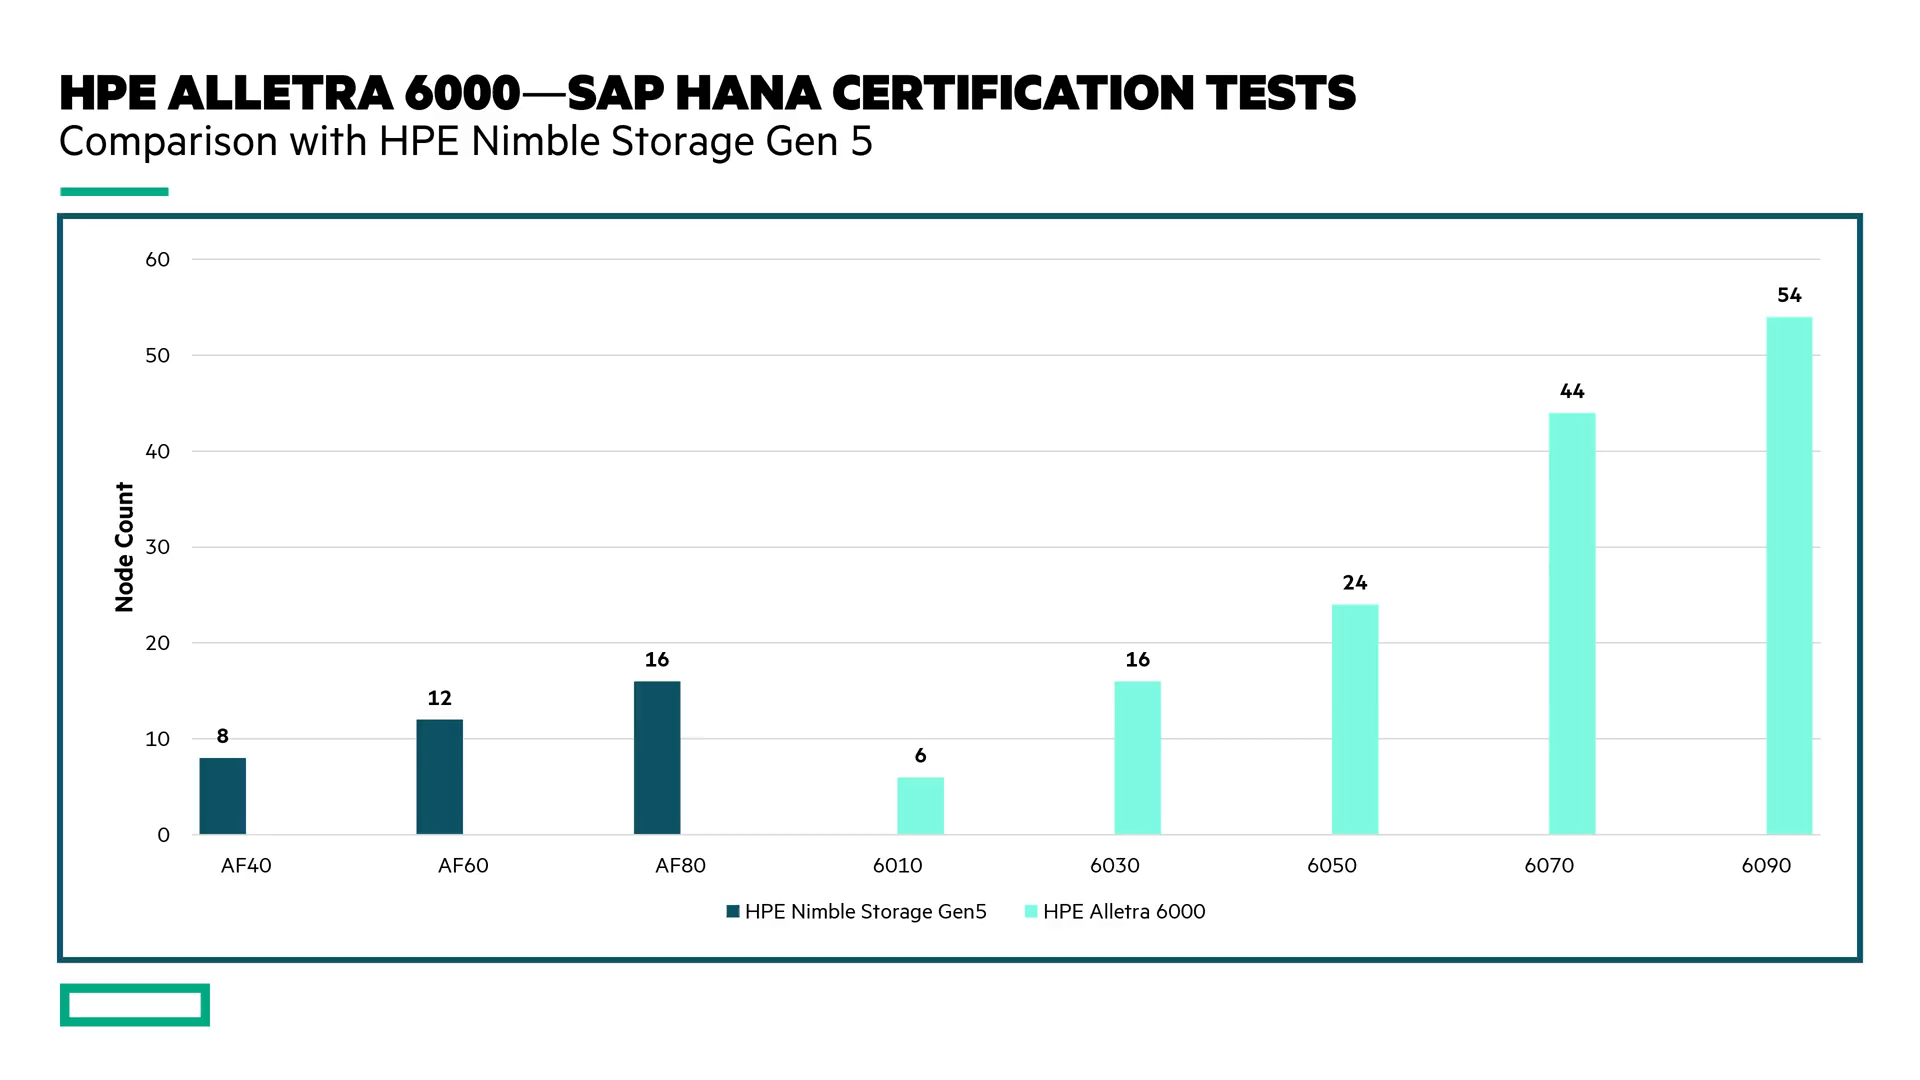 HPE ALLETRA 6000—SAP HANA CERTIFICATION TESTS
Comparison with HPE Nimble Storage Gen 5
Node Count
60
50
40
30
20
10
0
8
12
16
6
16
24
44
54
AF40
AF60
AF80
6010
6030
6050
6070
6090
HPE Nimble Storage Gen5
HPE Alletra 6000